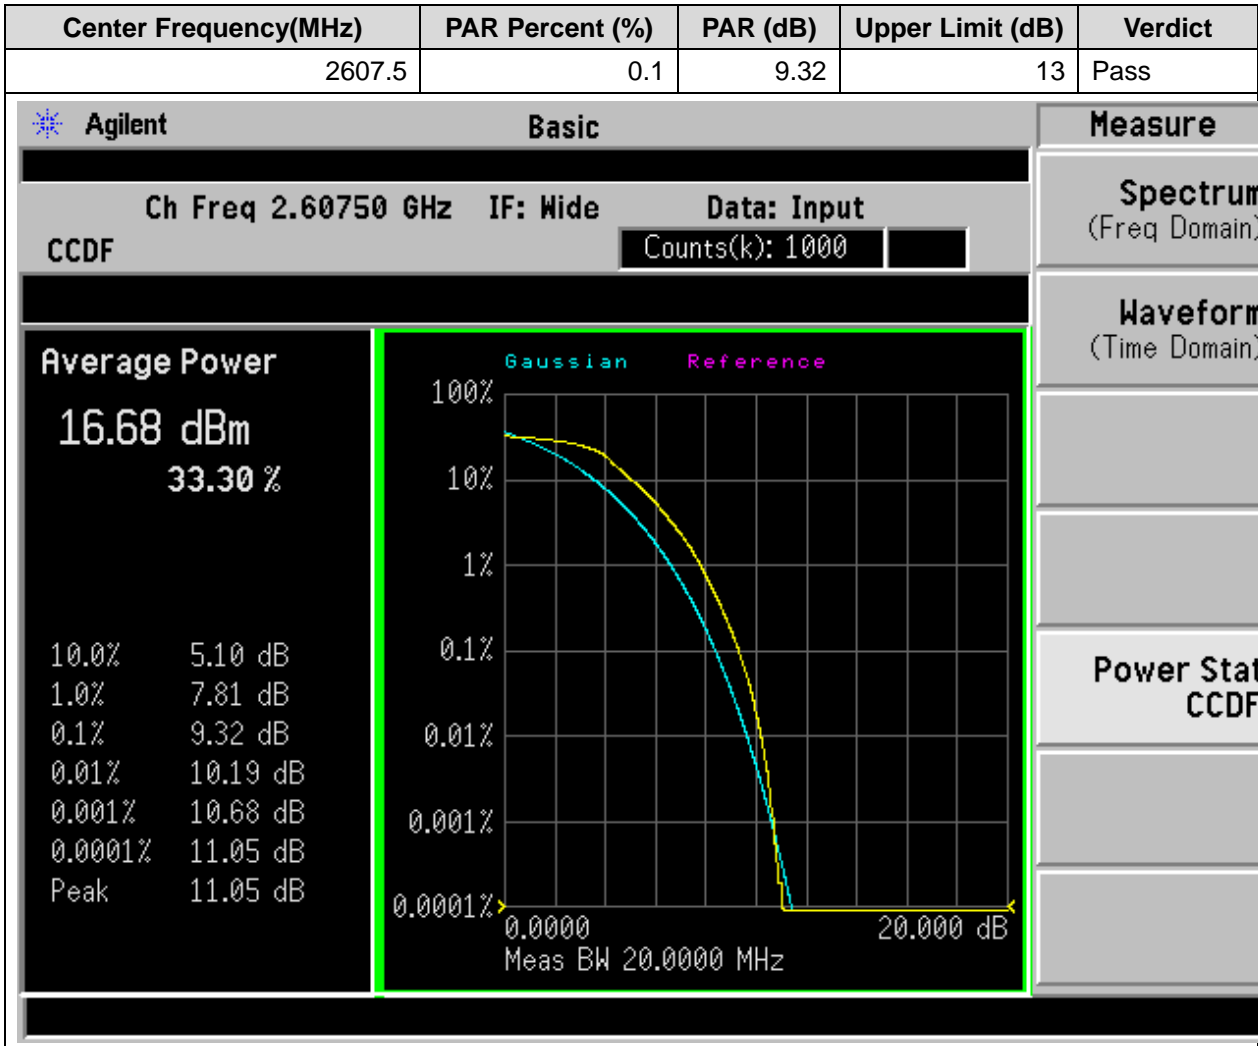 Center Frequency(MHz) PAR Percent (%) PAR (dB) Upper Limit (dB) Verdict
2607.5 0.1 9.32 13 Pass
Agilent Basic Measure
Ch Freq 2.60750 GHz IF: Wide Data: Input
CCDF Counts(k): 1000
Spectrum
(Freq Domain)
Waveform
(Time Domain)
Power Stat
CCDF
Average Power
16.68 dBm
33.30 %
10.0% 5.10 dB
1.0% 7.81 dB
0.1% 9.32 dB
0.01% 10.19 dB
0.001% 10.68 dB
0.0001% 11.05 dB
Peak 11.05 dB
Gaussian Reference
100%
10%
1%
0.1%
0.01%
0.001%
0.0001%
0.0000 20.000 dB
Meas BW 20.0000 MHz